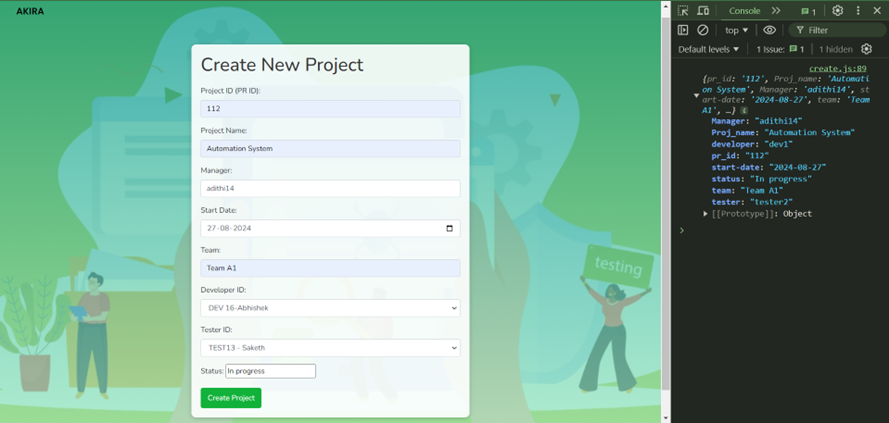 AKIRA
Create New Project
Project ID (PR ID):
112
Project Name:
Automation System
Manager:
adithi14
Start Date:
27-08-2024
Team:
Team A1
Developer ID:
DEV 16-Abhishek
Tester ID:
TEST13 - Saketh
Status: In progress
Create Project
testing
Console
1
top
Filter
Default levels
1 Issue: 1
1 hidden
create.js:89
{pr_id: '112', Proj_name: 'Automati
on System', Manager: 'adithi14', st
art-date: '2024-08-27', team: 'Team
A1', …}
Manager: "adithi14"
Proj_name: "Automation System"
developer: "dev1"
pr_id: "112"
start-date: "2024-08-27"
status: "In progress"
team: "Team A1"
tester: "tester2"
[[Prototype]]: Object